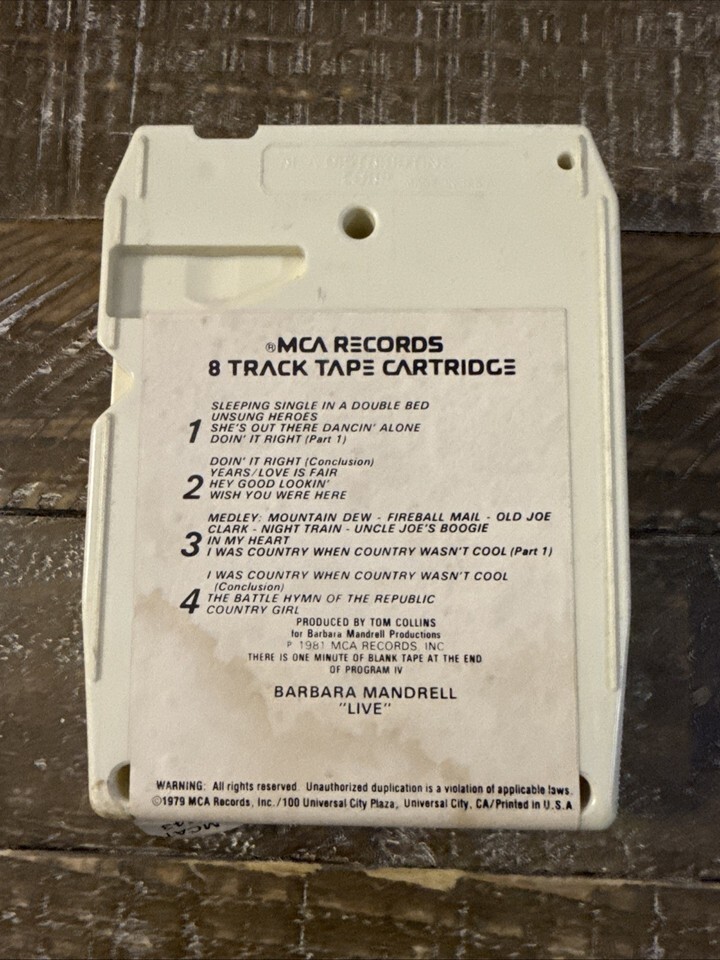 ®MCA RECORDS
8 TRACK TAPE CARTRIDGE
1
SLEEPING SINGLE IN A DOUBLE BED
UNSUNG HEROES
SHE'S OUT THERE DANCIN' ALONE
DOIN' IT RIGHT (Part 1)
2
DOIN' IT RIGHT (Conclusion)
YEARS/LOVE IS FAIR
HEY GOOD LOOKIN'
WISH YOU WERE HERE
3
MEDLEY: MOUNTAIN DEW - FIREBALL MAIL - OLD JOE
CLARK - NIGHT TRAIN - UNCLE JOE'S BOOGIE
IN MY HEART
I WAS COUNTRY WHEN COUNTRY WASN'T COOL (Part 1)
4
I WAS COUNTRY WHEN COUNTRY WASN'T COOL
(Conclusion)
THE BATTLE HYMN OF THE REPUBLIC
COUNTRY GIRL
PRODUCED BY TOM COLLINS
for Barbara Mandrell Productions
P 1981 MCA RECORDS INC
THERE IS ONE MINUTE OF BLANK TAPE AT THE END
OF PROGRAM IV
BARBARA MANDRELL
"LIVE"
WARNING: All rights reserved. Unauthorized duplication is a violation of applicable laws.
©1979 MCA Records, Inc./100 Universal City Plaza, Universal City, CA/Printed in U.S.A